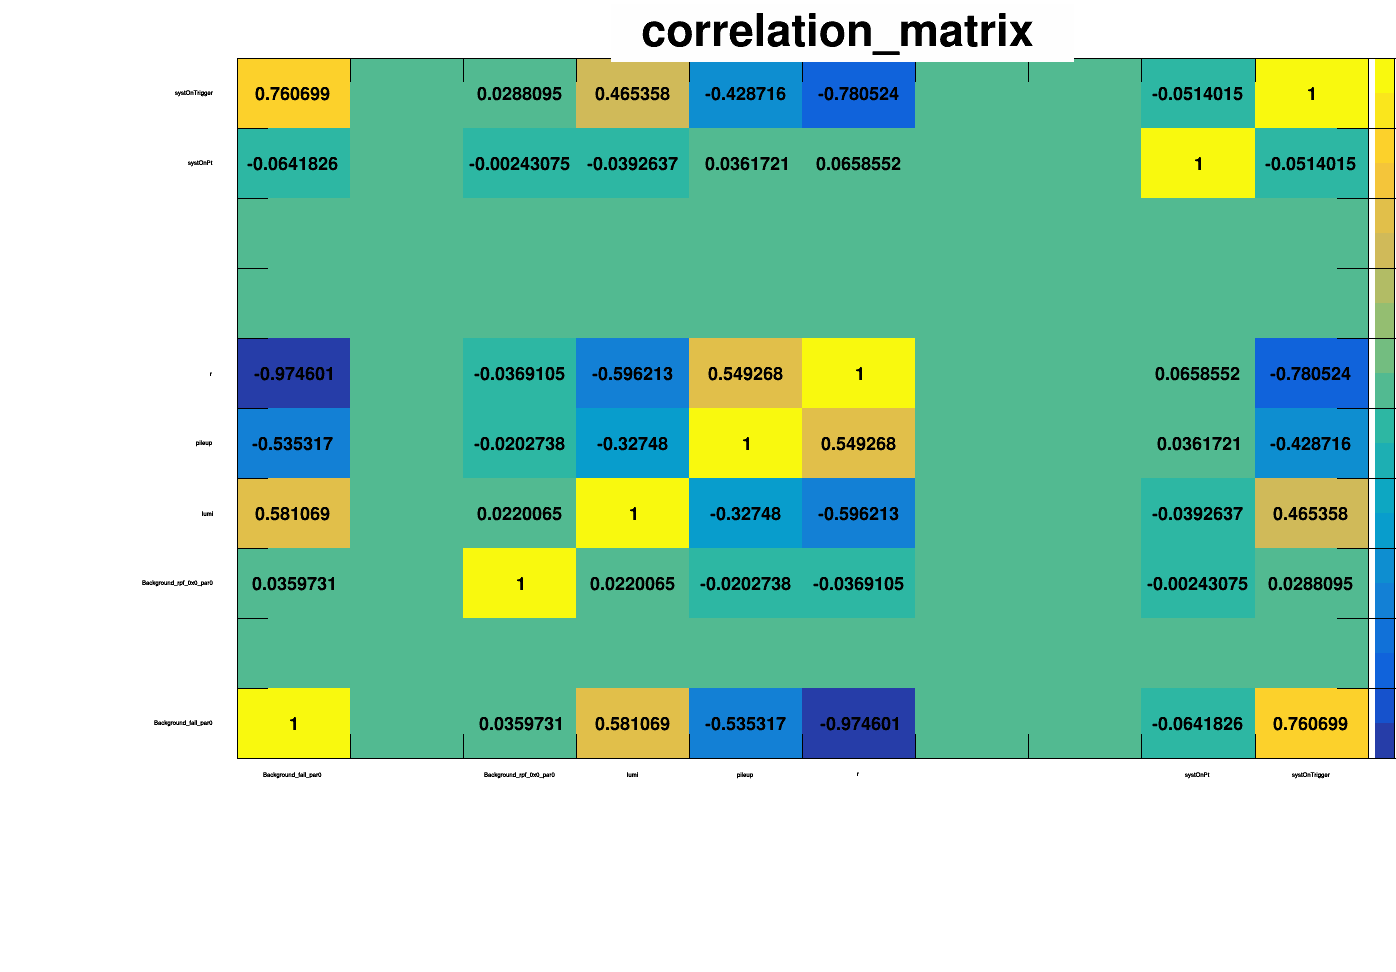 correlation_matrix
systOnTrigger 0.760699 0.0288095 0.465358 -0.428716 -0.780524 -0.0514015 1
systOnPt -0.0641826 -0.00243075 -0.0392637 0.0361721 0.0658552 1 -0.0514015
r -0.974601 -0.0369105 -0.596213 0.549268 1 0.0658552 -0.780524
pileup -0.535317 -0.0202738 -0.32748 1 0.549268 0.0361721 -0.428716
lumi 0.581069 0.0220065 1 -0.32748 -0.596213 -0.0392637 0.465358
Background_rpf_0x0_par0 0.0359731 1 0.0220065 -0.0202738 -0.0369105 -0.00243075 0.0288095
Background_fail_par0 1 0.0359731 0.581069 -0.535317 -0.974601 -0.0641826 0.760699
Background_fail_par0 Background_rpf_0x0_par0 lumi pileup r systOnPt systOnTrigger